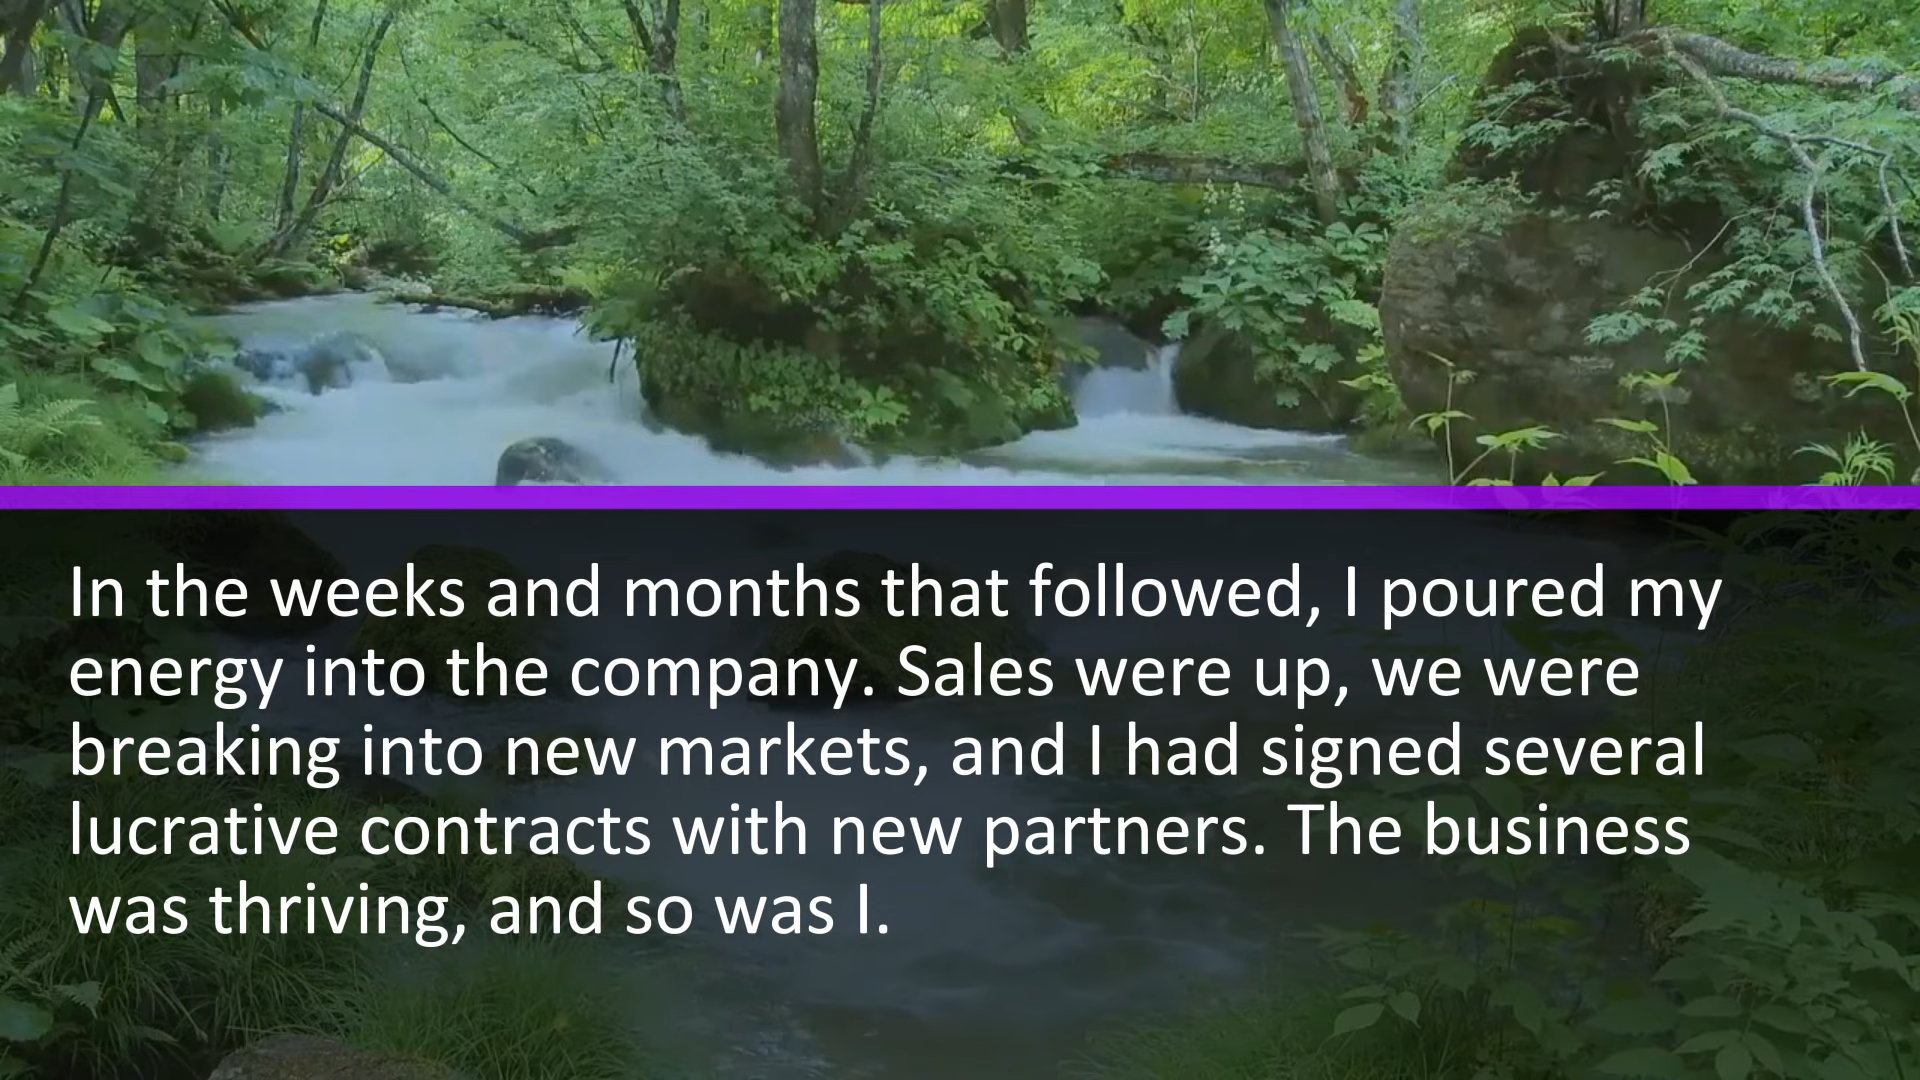 In the weeks and months that followed, I poured my
energy into the company. Sales were up, we were
breaking into new markets, and I had signed several
lucrative contracts with new partners. The business
was thriving, and so was I.